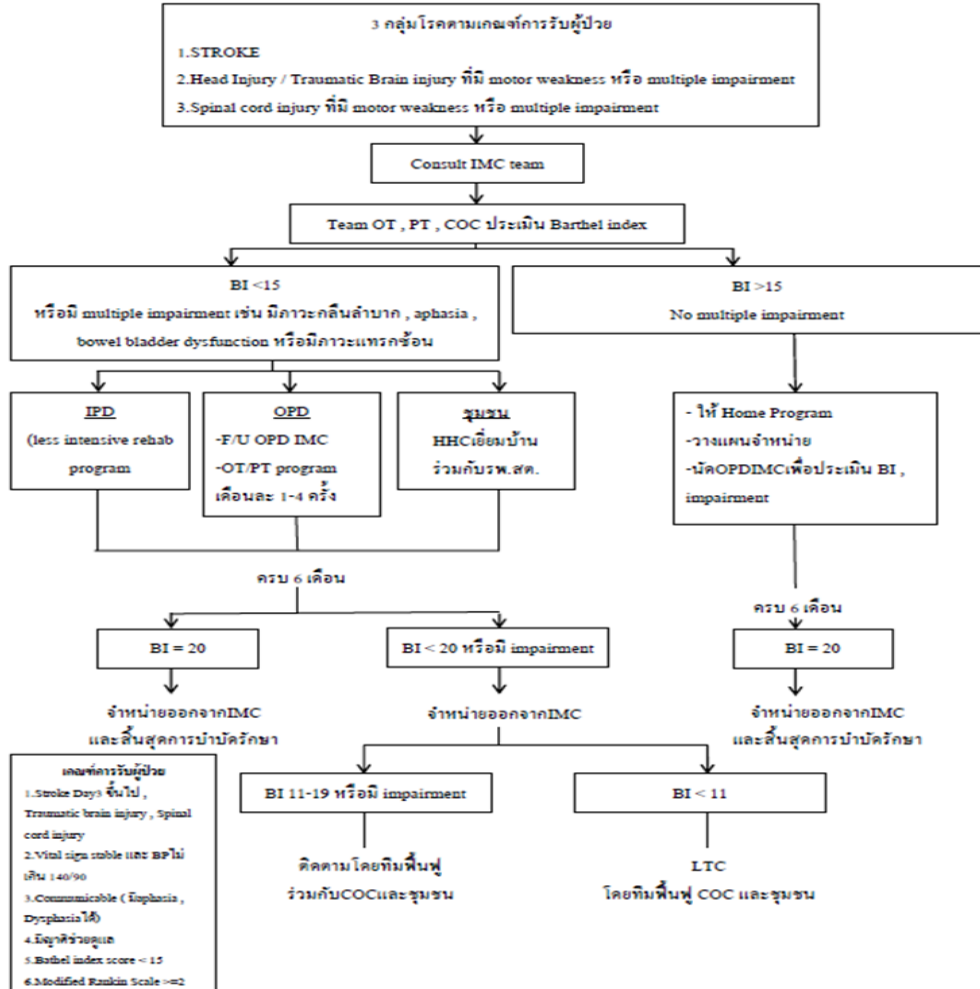 3 กลุ่มโรคตามเกณฑ์การรับผู้ป่วย
1.STROKE
2.Head Injury / Traumatic Brain injury ที่มี motor weakness หรือ multiple impairment
3.Spinal cord injury ที่มี motor weakness หรือ multiple impairment
Consult IMC team
Team OT , PT , COC ประเมิน Barthel index
BI <15
หรือมี multiple impairment เช่น มีภาวะกลืนลำบาก , aphasia ,
bowel bladder dysfunction หรือมีภาวะแทรกซ้อน
BI >15
No multiple impairment
IPD
(less intensive rehab
program
OPD
-F/U OPD IMC
-OT/PT program
เดือนละ 1-4 ครั้ง
ชุมชน
HHCเยี่ยมบ้าน
ร่วมกับรพ.สต.
- ให้ Home Program
-วางแผนจำหน่าย
-นัดOPDIMCเพื่อประเมิน BI ,
impairment
ครบ 6 เดือน
ครบ 6 เดือน
BI = 20
BI < 20 หรือมี impairment
BI = 20
จำหน่ายออกจากIMC
และสิ้นสุดการบำบัดรักษา
จำหน่ายออกจากIMC
จำหน่ายออกจากIMC
และสิ้นสุดการบำบัดรักษา
BI 11-19 หรือมี impairment
BI < 11
ติดตามโดยทีมฟื้นฟู
ร่วมกับCOCและชุมชน
LTC
โดยทีมฟื้นฟู COC และชุมชน
เกณฑ์การรับผู้ป่วย
1.Stroke Day3 ขึ้นไป ,
Traumatic brain injury , Spinal
cord injury
2.Vital sign stable และ BPไม่
เกิน 140/90
3.Communicable ( มีaphasia ,
Dysphasiaได้)
4.มีญาติช่วยดูแล
5.Bathel index score < 15
6.Modified Rankin Scale >=2